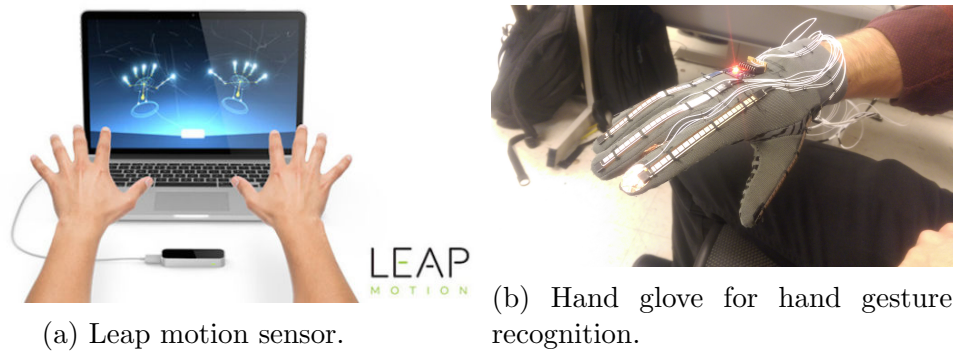 LEAP
MOTION
(a) Leap motion sensor.
(b) Hand glove for hand gesture
recognition.